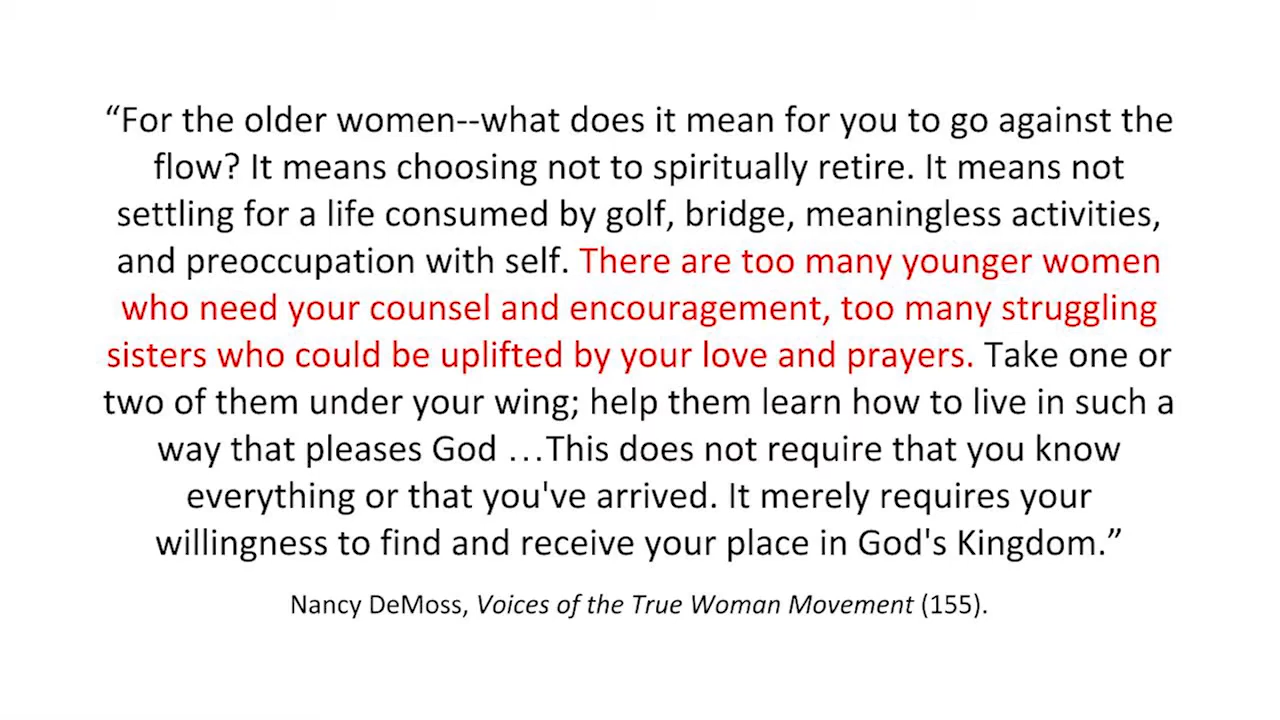 “For the older women--what does it mean for you to go against the
flow? It means choosing not to spiritually retire. It means not
settling for a life consumed by golf, bridge, meaningless activities,
and preoccupation with self. There are too many younger women
who need your counsel and encouragement, too many struggling
sisters who could be uplifted by your love and prayers. Take one or
two of them under your wing; help them learn how to live in such a
way that pleases God …This does not require that you know
everything or that you've arrived. It merely requires your
willingness to find and receive your place in God's Kingdom.”
Nancy DeMoss, Voices of the True Woman Movement (155).